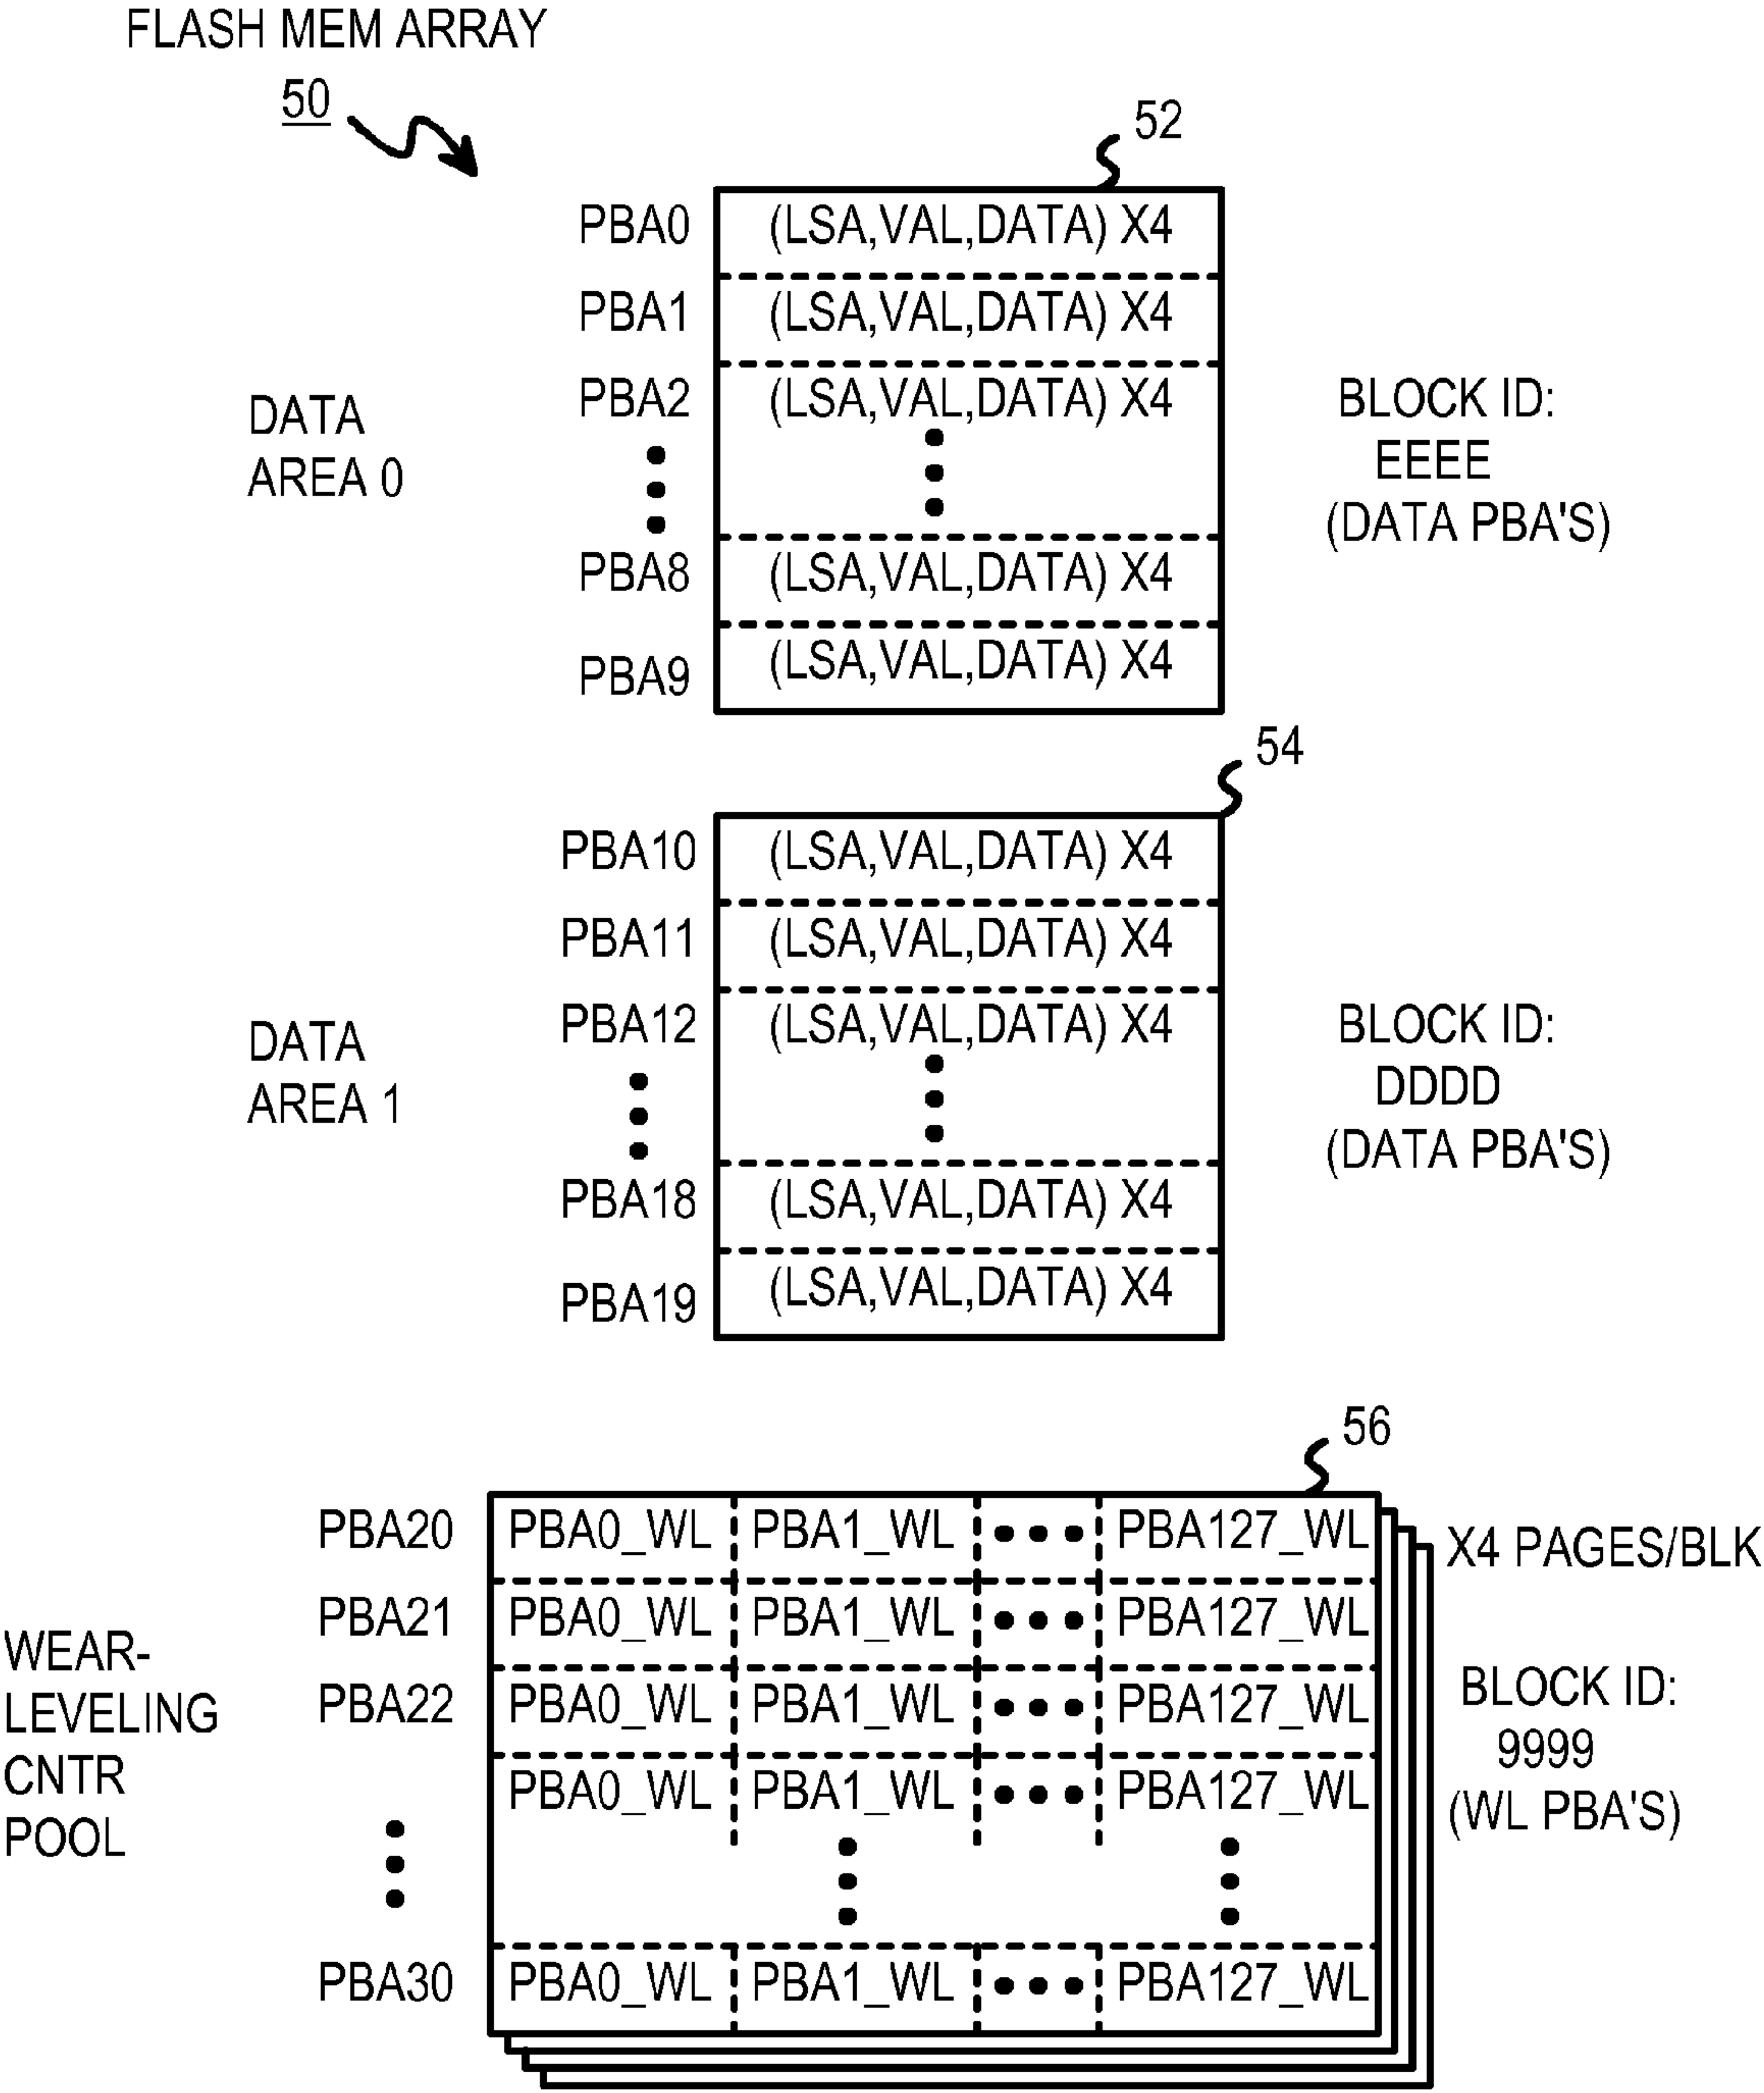 FLASH MEM ARRAY
50
52
PBA0 (LSA,VAL,DATA) X4
PBA1 (LSA,VAL,DATA) X4
PBA2 (LSA,VAL,DATA) X4
PBA8 (LSA,VAL,DATA) X4
PBA9 (LSA,VAL,DATA) X4
DATA
AREA 0
BLOCK ID:
EEEE
(DATA PBA'S)
54
PBA10 (LSA,VAL,DATA) X4
PBA11 (LSA,VAL,DATA) X4
PBA12 (LSA,VAL,DATA) X4
PBA18 (LSA,VAL,DATA) X4
PBA19 (LSA,VAL,DATA) X4
DATA
AREA 1
BLOCK ID:
DDDD
(DATA PBA'S)
56
PBA20 PBA0_WL PBA1_WL PBA127_WL
PBA21 PBA0_WL PBA1_WL PBA127_WL
PBA22 PBA0_WL PBA1_WL PBA127_WL
PBA0_WL PBA1_WL PBA127_WL
PBA30 PBA0_WL PBA1_WL PBA127_WL
X4 PAGES/BLK
WEAR-
LEVELING
CNTR
POOL
BLOCK ID:
9999
(WL PBA'S)